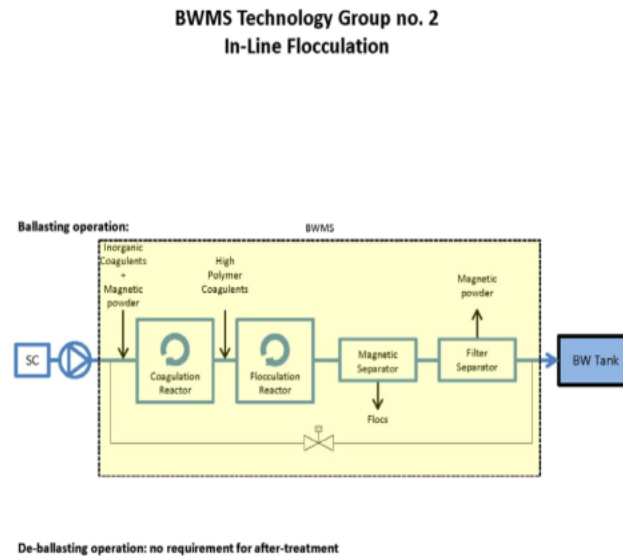 BWMS Technology Group no. 2
In-Line Flocculation
Ballasting operation:
BWMS
Inorganic
Coagulents
+
Magnetic
powder
High
Polymer
Coagulents
Magnetic
powder
SC
Coagulation
Reactor
Flocculation
Reactor
Magnetic
Separator
Filter
Separator
BW Tank
Flocs
De-ballasting operation: no requirement for after-treatment